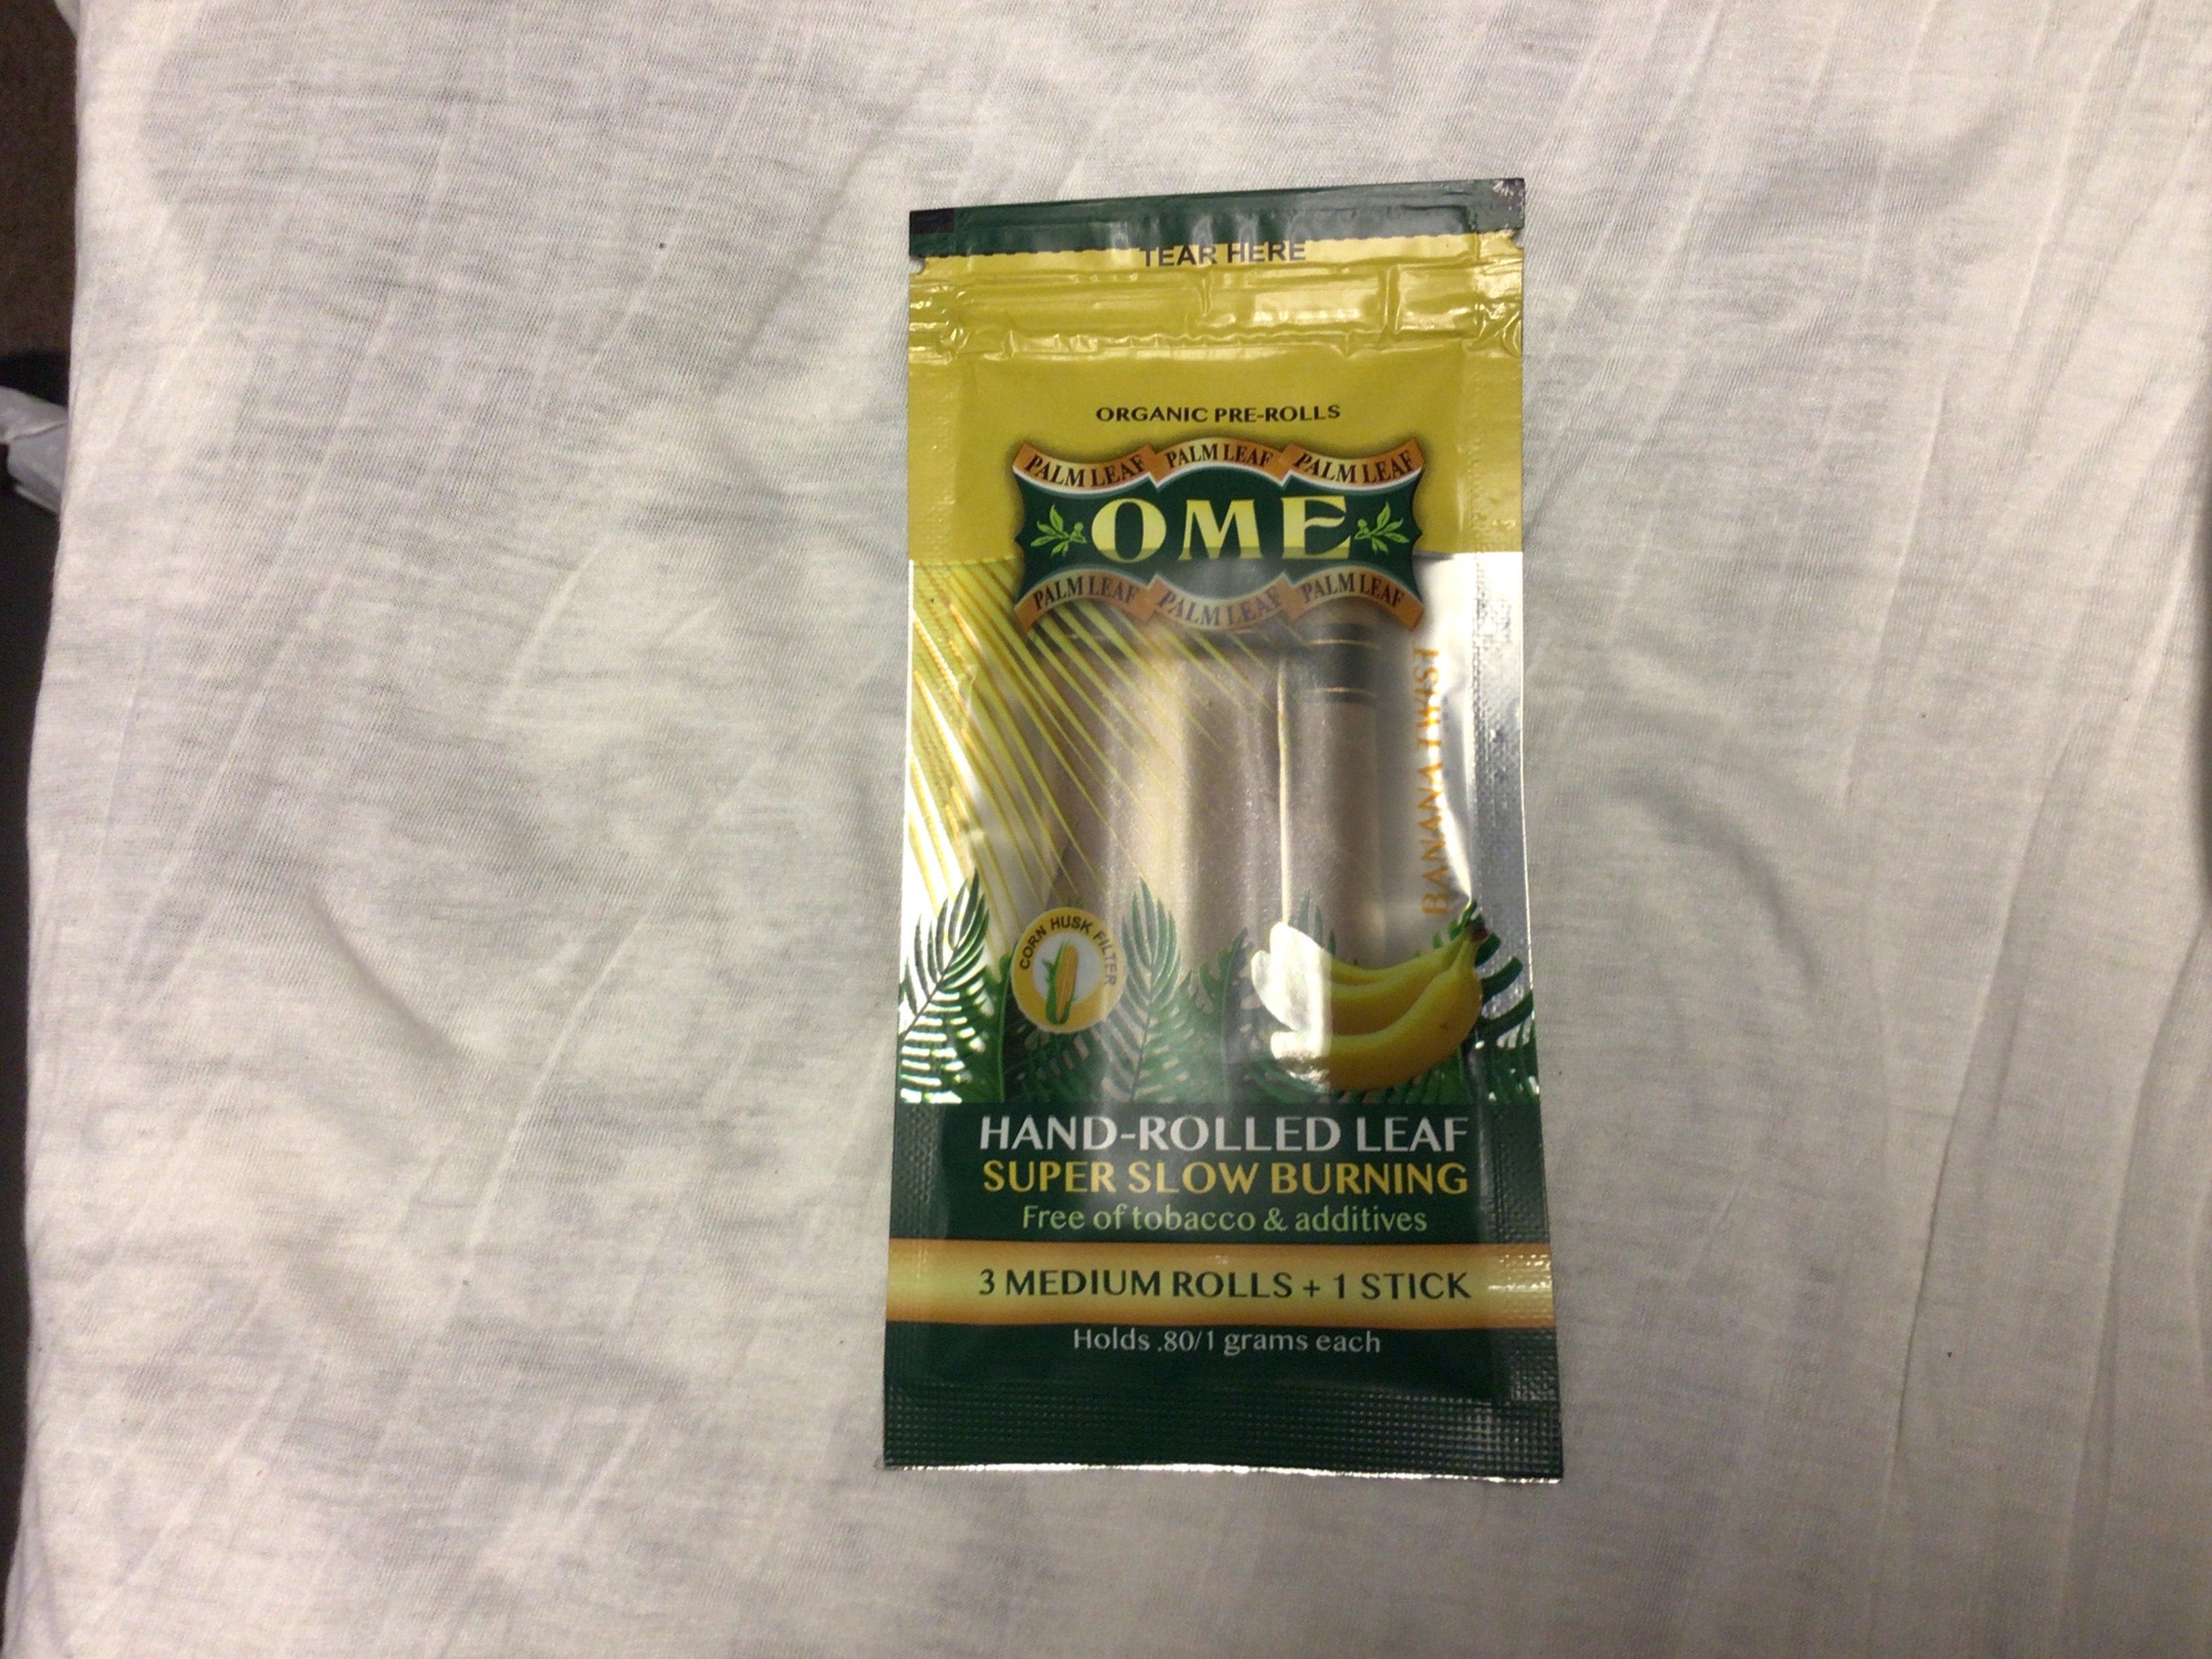 TEAR HERE
ORGANIC PRE-ROLLS
PALM LEAF PALM LEAF PALM LEAF
OME
PALM LEAF PALM LEAF PALM LEAF
BANANA TWIST
CORN HUSK FILTER
HAND-ROLLED LEAF
SUPER SLOW BURNING
Free of tobacco & additives
3 MEDIUM ROLLS + 1 STICK
Holds .80/1 grams each